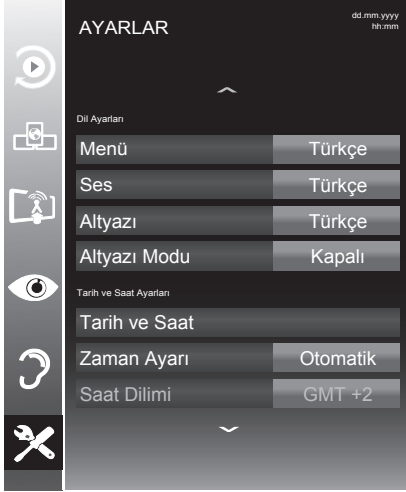 AYARLAR
dd.mm.yyyy
hh:mm
Dil Ayarları
Menü Türkçe
Ses Türkçe
Altyazı Türkçe
Altyazı Modu Kapalı
Tarih ve Saat Ayarları
Tarih ve Saat
Zaman Ayarı Otomatik
Saat Dilimi GMT +2